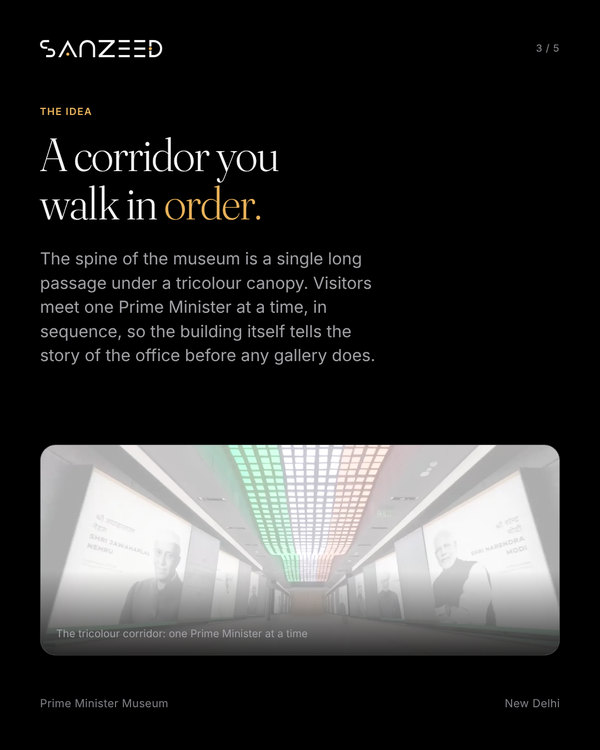 SANZEED
3 / 5
THE IDEA
A corridor you
walk in order.
The spine of the museum is a single long
passage under a tricolour canopy. Visitors
meet one Prime Minister at a time, in
sequence, so the building itself tells the
story of the office before any gallery does.
SHRI JAWAHARLAL
NEHRU
SHRI NARENDRA
MODI
The tricolour corridor: one Prime Minister at a time
Prime Minister Museum
New Delhi